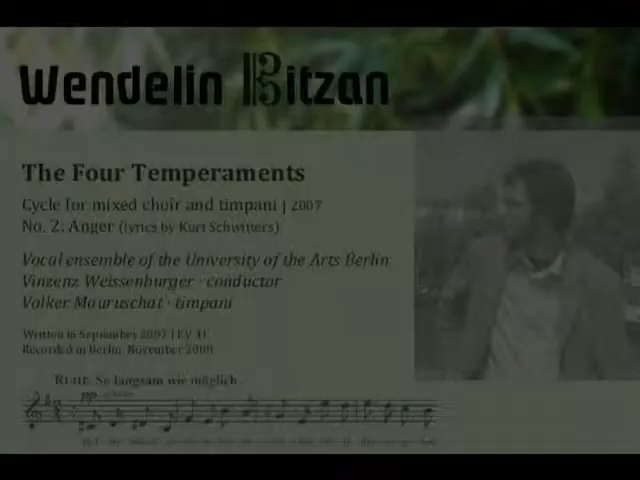 Wendelin Bitzan
The Four Temperaments
Cycle for mixed choir and timpani | 2007
No. 2: Anger (lyrics by Kurt Schwitters)
Vocal ensemble of the University of the Arts Berlin
Vinzenz Weissenburger · conductor
Volker Mauruschat · timpani
Written in September 2007 |
Recorded in Berlin, November 2008
So langsam wie möglich
pp